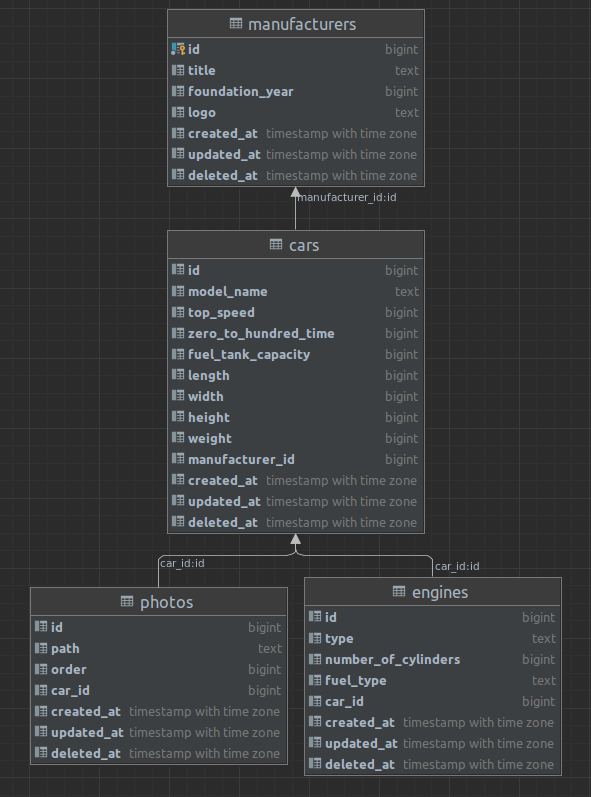 manufacturers
id bigint
title text
foundation_year bigint
logo text
created_at timestamp with time zone
updated_at timestamp with time zone
deleted_at timestamp with time zone
manufacturer_id:id
cars
id bigint
model_name text
top_speed bigint
zero_to_hundred_time bigint
fuel_tank_capacity bigint
length bigint
width bigint
height bigint
weight bigint
manufacturer_id bigint
created_at timestamp with time zone
updated_at timestamp with time zone
deleted_at timestamp with time zone
car_id:id
photos
id bigint
path text
order bigint
car_id bigint
created_at timestamp with time zone
updated_at timestamp with time zone
deleted_at timestamp with time zone
car_id:id
engines
id bigint
type text
number_of_cylinders bigint
fuel_type text
car_id bigint
created_at timestamp with time zone
updated_at timestamp with time zone
deleted_at timestamp with time zone